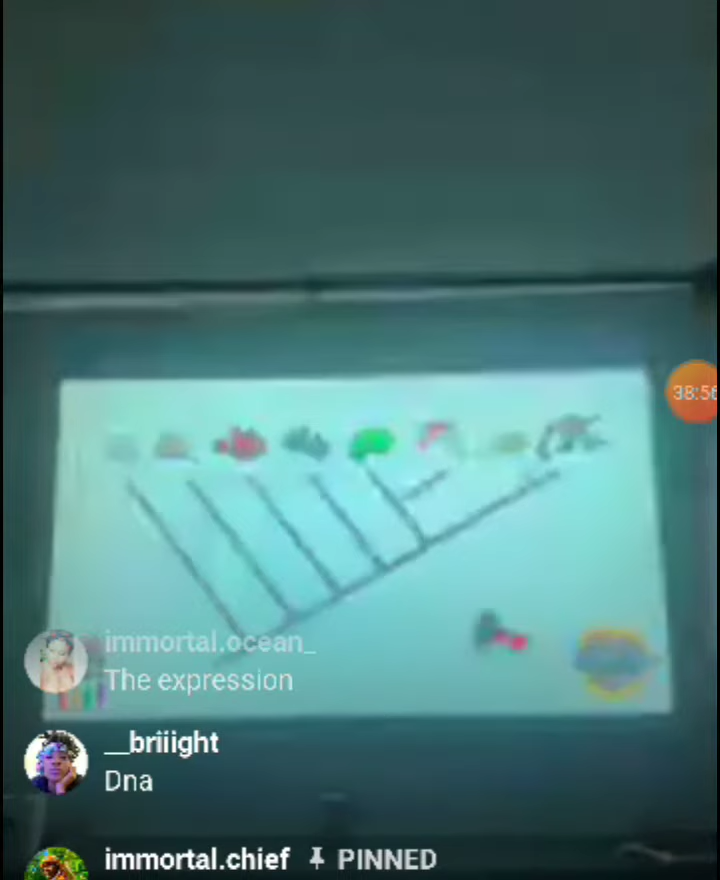 38:56
immortal.ocean_
The expression
__briiight
Dna
immortal.chief PINNED